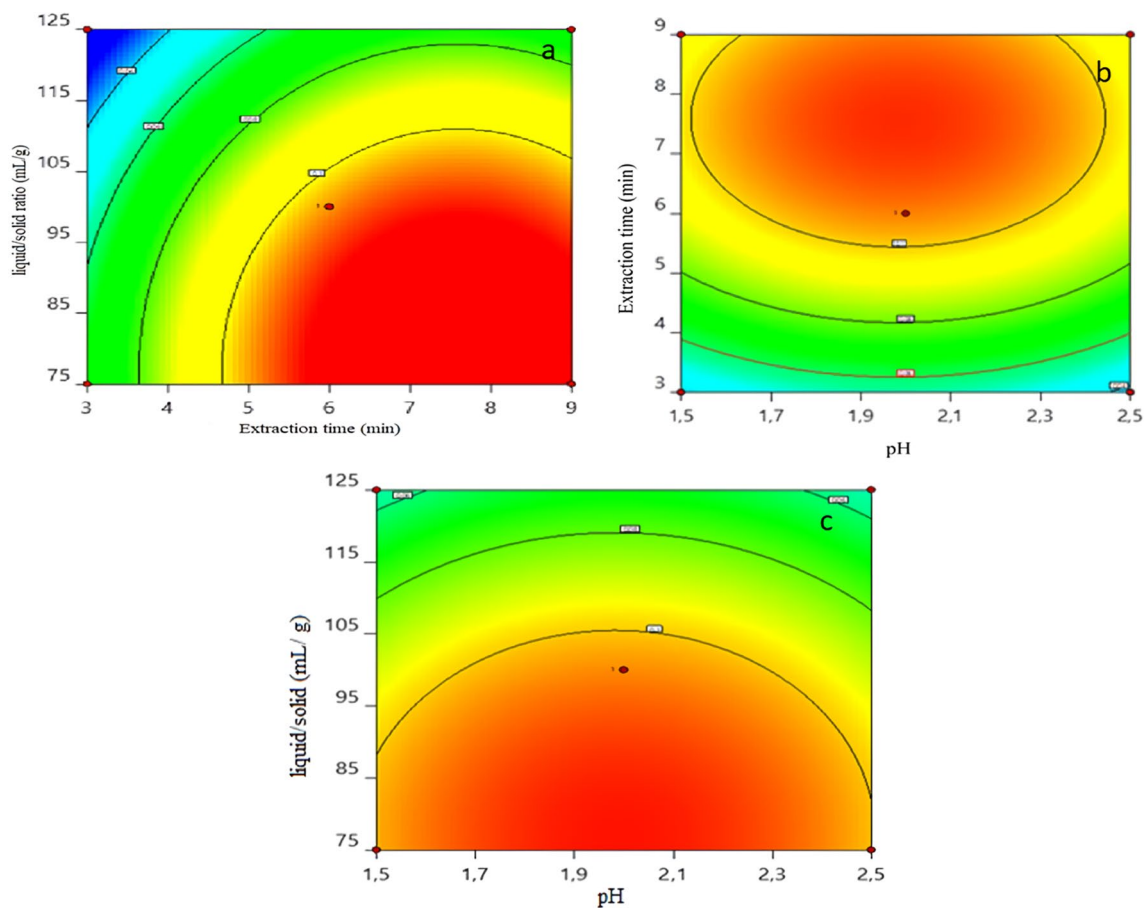 a
125
115
105
95
85
75
liquid/solid ratio (mL/g)
3 4 5 6 7 8 9
Extraction time (min)
b
9
8
7
6
5
4
3
Extraction time (min)
1,5 1,7 1,9 2,1 2,3 2,5
pH
c
125
115
105
95
85
75
liquid/solid (mL/ g)
1,5 1,7 1,9 2,1 2,3 2,5
pH